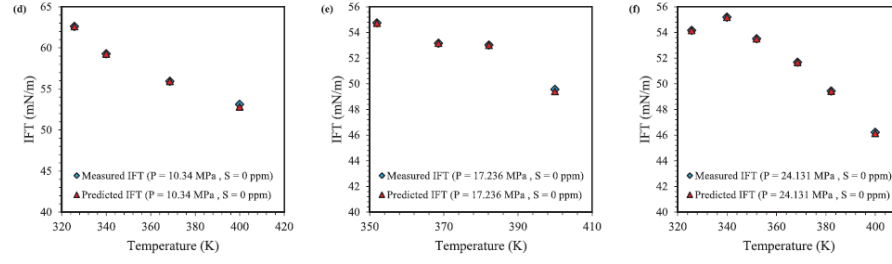 (d)
65
60
55
50
45
40
IFT (mN/m)
Measured IFT (P = 10.34 MPa , S = 0 ppm)
Predicted IFT (P = 10.34 MPa , S = 0 ppm)
320 340 360 380 400 420
Temperature (K)
(e)
56
54
52
50
48
46
44
42
40
IFT (mN/m)
Measured IFT (P = 17.236 MPa , S = 0 ppm)
Predicted IFT (P = 17.236 MPa , S = 0 ppm)
350 370 390 410
Temperature (K)
(f)
56
54
52
50
48
46
44
42
40
IFT (mN/m)
Measured IFT (P = 24.131 MPa , S = 0 ppm)
Predicted IFT (P = 24.131 MPa , S = 0 ppm)
320 340 360 380 400
Temperature (K)